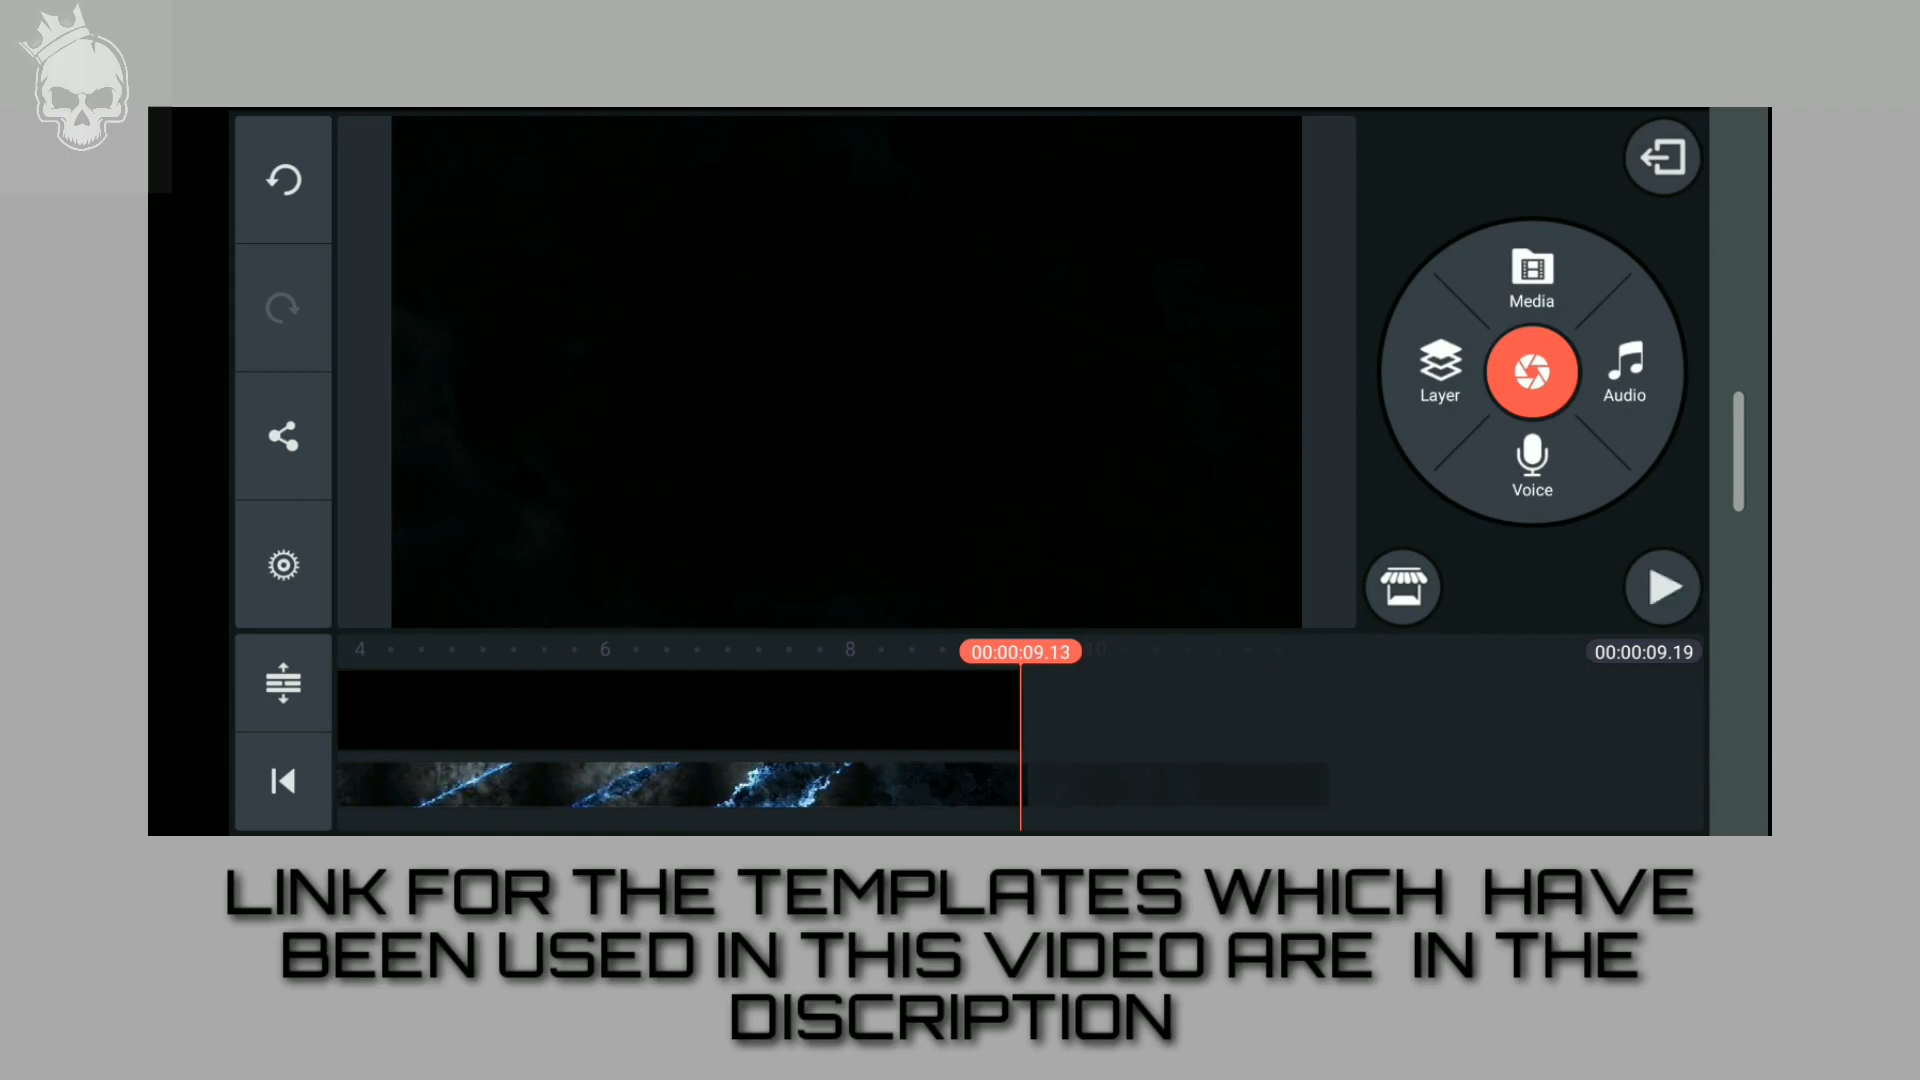 Media
Layer
Audio
Voice
4 6 8 00:00:09.13 10 00:00:09.19
LINK FOR THE TEMPLATES WHICH HAVE
BEEN USED IN THIS VIDEO ARE IN THE
DISCRIPTION